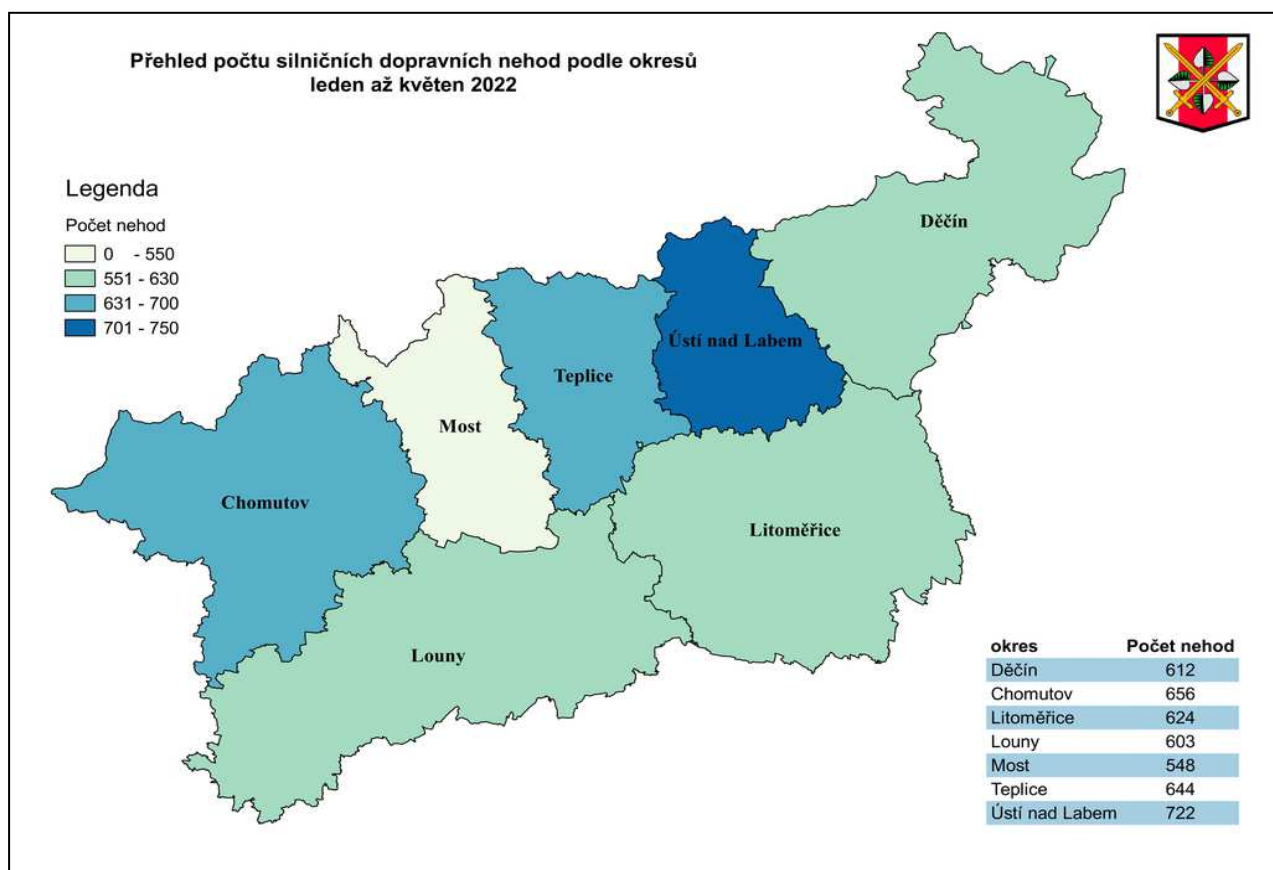 Přehled počtu silničních dopravních nehod podle okresů
leden až květen 2022
Legenda
Počet nehod
0 - 550
551 - 630
631 - 700
701 - 750
Děčín
Ústí nad Labem
Teplice
Most
Chomutov
Litoměřice
Louny
okres Počet nehod
Děčín 612
Chomutov 656
Litoměřice 624
Louny 603
Most 548
Teplice 644
Ústí nad Labem 722